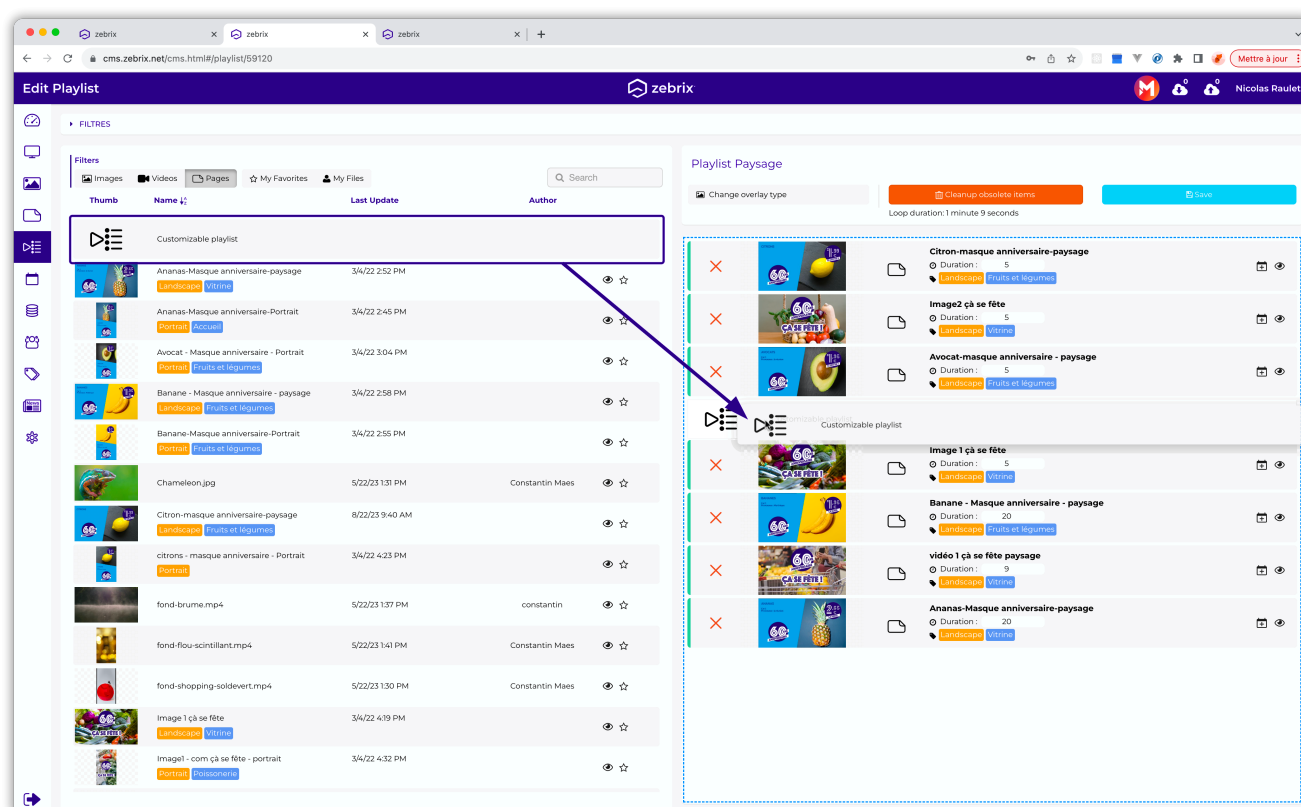 zebrix
zebrix
zebrix
cms.zebrix.net/cms.html#/playlist/59120
Mettre à jour
Edit Playlist
zebrix
0
0
Nicolas Raulet
FILTRES
Filters
Images
Videos
Pages
My Favorites
My Files
Search
Thumb
Name
Last Update
Author
Customizable playlist
Ananas-Masque anniversaire-paysage
3/4/22 2:52 PM
Landscape
Vitrine
Ananas-Masque anniversaire-Portrait
3/4/22 2:45 PM
Portrait
Accueil
Avocat - Masque anniversaire - Portrait
3/4/22 3:04 PM
Portrait
Fruits et légumes
Banane - Masque anniversaire - paysage
3/4/22 2:58 PM
Landscape
Fruits et légumes
Banane-Masque anniversaire-Portrait
3/4/22 2:55 PM
Portrait
Fruits et légumes
Chameleon.jpg
5/22/23 1:31 PM
Constantin Maes
Citron-masque anniversaire-paysage
8/22/23 9:40 AM
Landscape
Fruits et légumes
citrons - masque anniversaire - Portrait
3/4/22 4:23 PM
Portrait
fond-brume.mp4
5/22/23 1:37 PM
constantin
fond-flou-scintillant.mp4
5/22/23 1:41 PM
Constantin Maes
fond-shopping-soldevert.mp4
5/22/23 1:30 PM
Constantin Maes
Image 1 çà se fête
3/4/22 4:19 PM
Landscape
Vitrine
Image1 - com çà se fête - portrait
3/4/22 4:32 PM
Portrait
Poissonerie
Playlist Paysage
Change overlay type
Cleanup obsolete items
Save
Loop duration: 1 minute 9 seconds
Citron-masque anniversaire-paysage
Duration : 5
Landscape
Fruits et légumes
Image2 çà se fête
Duration : 5
Landscape
Vitrine
ÇA SE FÊTE !
Avocat-masque anniversaire - paysage
Duration : 5
Landscape
Fruits et légumes
Customizable playlist
Customizable playlist
Image 1 çà se fête
Duration : 5
Landscape
Vitrine
ÇA SE FÊTE !
Banane - Masque anniversaire - paysage
Duration : 20
Landscape
Fruits et légumes
vidéo 1 çà se fête paysage
Duration : 9
Landscape
Vitrine
ÇA SE FÊTE !
Ananas-Masque anniversaire-paysage
Duration : 20
Landscape
Vitrine